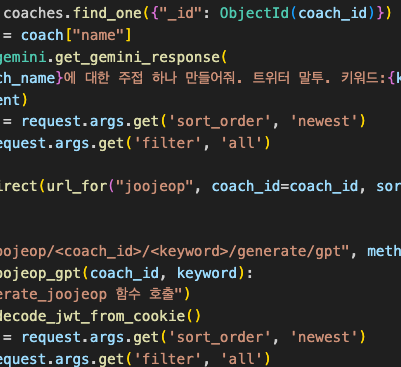 coaches.find_one({"_id": ObjectId(coach_id)})
= coach["name"]
gemini.get_gemini_response(
ch_name}에 대한 주접 하나 만들어줘. 트위터 말투. 키워드:{k
ent)
= request.args.get('sort_order', 'newest')
equest.args.get('filter', 'all')
irect(url_for("joojeop", coach_id=coach_id, sor
oojeop/<coach_id>/<keyword>/generate/gpt", meth
oojeop_gpt(coach_id, keyword):
erate_joojeop 함수 호출")
decode_jwt_from_cookie()
= request.args.get('sort_order', 'newest')
equest.args.get('filter', 'all')